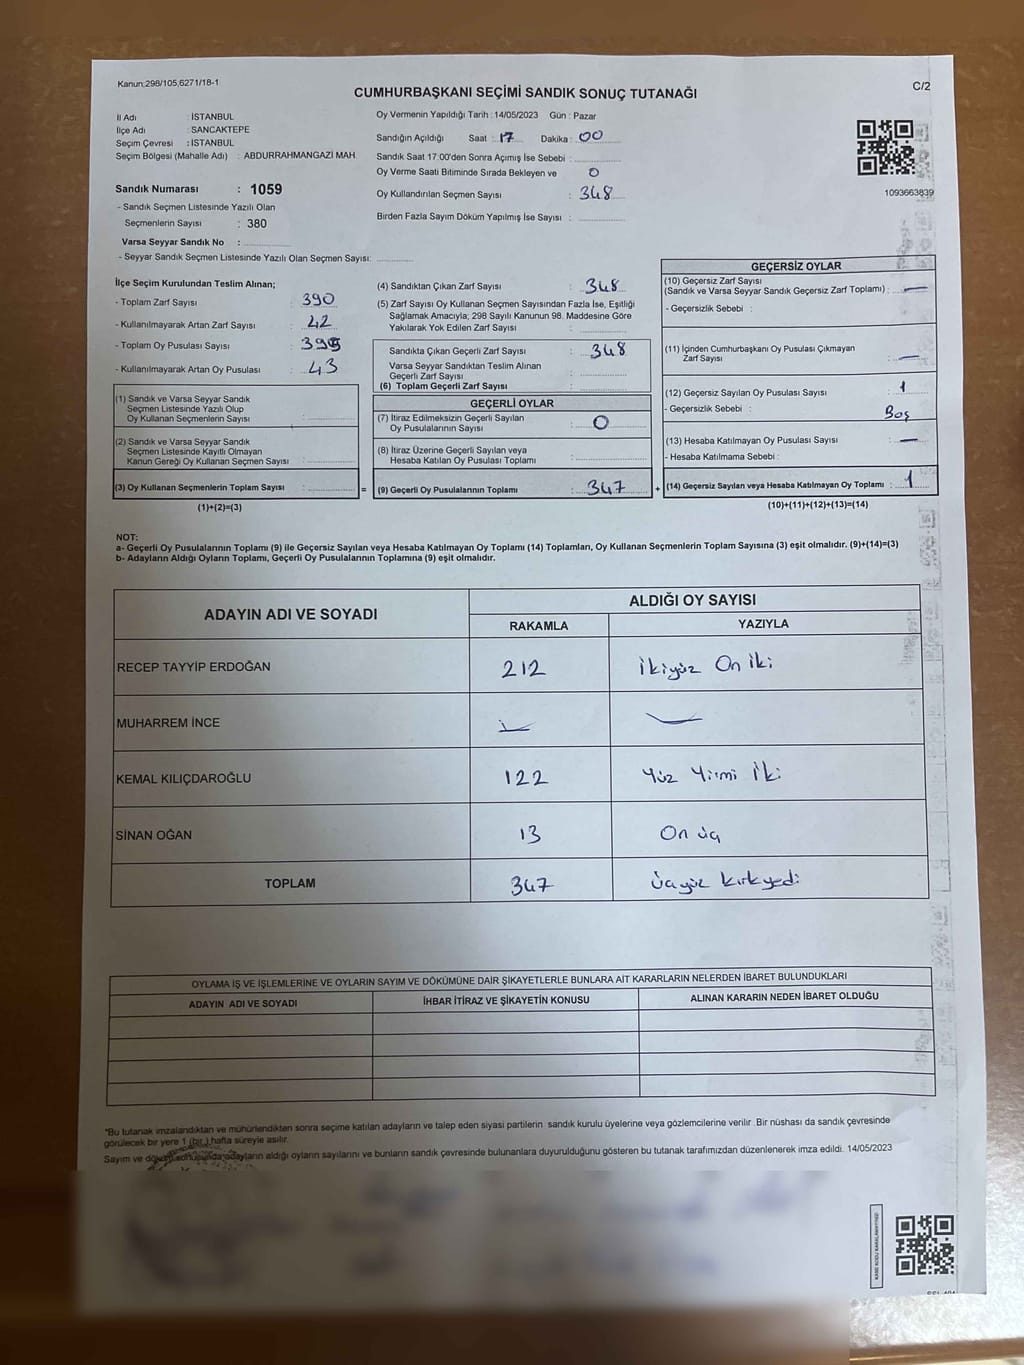 Kanun;298/105,6271/18-1
C/2
CUMHURBAŞKANI SEÇİMİ SANDIK SONUÇ TUTANAĞI
İl Adı : İSTANBUL
İlçe Adı : SANCAKTEPE
Seçim Çevresi : İSTANBUL
Seçim Bölgesi (Mahalle Adı) : ABDURRAHMANGAZİ MAH
Sandık Numarası : 1059
- Sandık Seçmen Listesinde Yazılı Olan
Seçmenlerin Sayısı : 380
Varsa Seyyar Sandık No :
- Seyyar Sandık Seçmen Listesinde Yazılı Olan Seçmen Sayısı:
Oy Vermenin Yapıldığı Tarih : 14/05/2023 Gün : Pazar
Sandığın Açıldığı Saat : 17 Dakika : 00
Sandık Saat 17.00'den Sonra Açımış İse Sebebi :
Oy Verme Saati Bitiminde Sırada Bekleyen ve 0
Oy Kullandırılan Seçmen Sayısı : 348
Birden Fazla Sayım Döküm Yapılmış İse Sayısı :
1093663839
İlçe Seçim Kurulundan Teslim Alınan;
- Toplam Zarf Sayısı : 390
- Kullanılmayarak Artan Zarf Sayısı : 42
- Toplam Oy Pusulası Sayısı :
- Kullanılmayarak Artan Oy Pusulası : 43
(1) Sandık ve Varsa Seyyar Sandık
Seçmen Listesinde Yazılı Olup
Oy Kullanan Seçmenlerin Sayısı :
(2) Sandık ve Varsa Seyyar Sandık
Seçmen Listesinde Kayıtlı Olmayan
Kanun Gereği Oy Kullanan Seçmen Sayısı :
(3) Oy Kullanan Seçmenlerin Toplam Sayısı : =
(1)+(2)=(3)
(4) Sandıktan Çıkan Zarf Sayısı : 348
(5) Zarf Sayısı Oy Kullanan Seçmen Sayısından Fazla İse, Eşitliği
Sağlamak Amacıyla; 298 Sayılı Kanunun 98. Maddesine Göre
Yakılarak Yok Edilen Zarf Sayısı :
Sandıkta Çıkan Geçerli Zarf Sayısı : 348
Varsa Seyyar Sandıktan Teslim Alınan
Geçerli Zarf Sayısı :
(6) Toplam Geçerli Zarf Sayısı :
GEÇERLİ OYLAR
(7) İtiraz Edilmeksizin Geçerli Sayılan
Oy Pusulalarının Sayısı : 0
(8) İtiraz Üzerine Geçerli Sayılan veya
Hesaba Katılan Oy Pusulası Toplamı :
(9) Geçerli Oy Pusulalarının Toplamı : 347 +
GEÇERSİZ OYLAR
(10) Geçersiz Zarf Sayısı
(Sandık ve Varsa Seyyar Sandık Geçersiz Zarf Toplamı) : —
- Geçersizlik Sebebi :
(11) İçinden Cumhurbaşkanı Oy Pusulası Çıkmayan
Zarf Sayısı : —
(12) Geçersiz Sayılan Oy Pusulası Sayısı : 1
- Geçersizlik Sebebi : Boş
(13) Hesaba Katılmayan Oy Pusulası Sayısı : —
- Hesaba Katılmama Sebebi :
(14) Geçersiz Sayılan veya Hesaba Katılmayan Oy Toplamı : 1
(10)+(11)+(12)+(13)=(14)
NOT:
a- Geçerli Oy Pusulalarının Toplamı (9) ile Geçersiz Sayılan veya Hesaba Katılmayan Oy Toplamı (14) Toplamları, Oy Kullanan Seçmenlerin Toplam Sayısına (3) eşit olmalıdır. (9)+(14)=(3)
b- Adayların Aldığı Oyların Toplamı, Geçerli Oy Pusulalarının Toplamına (9) eşit olmalıdır.
ADAYIN ADI VE SOYADI
ALDIĞI OY SAYISI
RAKAMLA YAZIYLA
RECEP TAYYİP ERDOĞAN 212 İkiyüz On İki
MUHARREM İNCE — —
KEMAL KILIÇDAROĞLU 122 Yüz Yirmi İki
SİNAN OĞAN 13 On üç
TOPLAM 347 üçyüz kırkyedi
OYLAMA İŞ VE İŞLEMLERİNE VE OYLARIN SAYIM VE DÖKÜMÜNE DAİR ŞİKAYETLERLE BUNLARA AİT KARARLARIN NELERDEN İBARET BULUNDUKLARI
ADAYIN ADI VE SOYADI İHBAR İTİRAZ VE ŞİKAYETİN KONUSU ALINAN KARARIN NEDEN İBARET OLDUĞU
*Bu tutanak imzalandıktan ve mühürlendikten sonra seçime katılan adayların ve talep eden siyasi partilerin sandık kurulu üyelerine veya gözlemcilerine verilir. Bir nüshası da sandık çevresinde
görülecek bir yere 1 (bir) hafta süreyle asılır.
Sayım ve döküm sonucunda adayların aldığı oyların sayılarını ve bunların sandık çevresinde bulunanlara duyurulduğunu gösteren bu tutanak tarafımızdan düzenlenerek imza edildi. 14/05/2023
KARE KODU KARALAMAYINIZ!